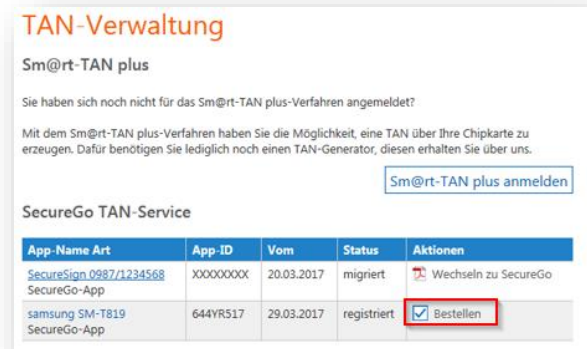 TAN-Verwaltung
Sm@rt-TAN plus
Sie haben sich noch nicht für das Sm@rt-TAN plus-Verfahren angemeldet?
Mit dem Sm@rt-TAN plus-Verfahren haben Sie die Möglichkeit, eine TAN über Ihre Chipkarte zu
erzeugen. Dafür benötigen Sie lediglich noch einen TAN-Generator, diesen erhalten Sie über uns.
Sm@rt-TAN plus anmelden
SecureGo TAN-Service
App-Name Art App-ID Vom Status Aktionen
SecureSign 0987/1234568 XXXXXXXX 20.03.2017 migriert Wechseln zu SecureGo
SecureGo-App
samsung SM-T819 644YR517 29.03.2017 registriert Bestellen
SecureGo-App